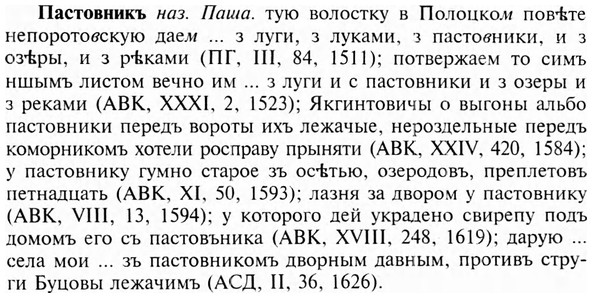 Пастовникъ наз. Паша. тую волостку в Полоцком повѣте
непоротовскую даем ... з луги, з луками, з пастовники, и з
озѣры, и з рѣками (ПГ, III, 84, 1511); потвержаем то симъ
ншымъ листом вечно им ... з луги и с пастовники и з озеры и
з реками (АВК, XXXI, 2, 1523); Якгинтовичы о выгоны альбо
пастовники передъ вороты ихъ лежачые, нероздельные передъ
коморникомъ хотели росправу прыняти (АВК, XXIV, 420, 1584);
у пастовнику гумно старое зъ осѣтью, озеродовъ, преплетовъ
петнадцать (АВК, XI, 50, 1593); лазня за двором у пастовнику
(АВК, VIII, 13, 1594); у которого дей украдено свирепу подъ
домомъ его съ пастовъника (АВК, XVIII, 248, 1619); дарую ...
села мои ... зъ пастовникомъ дворным давным, противъ стру-
ги Буцовы лежачимъ (АСД, II, 36, 1626).